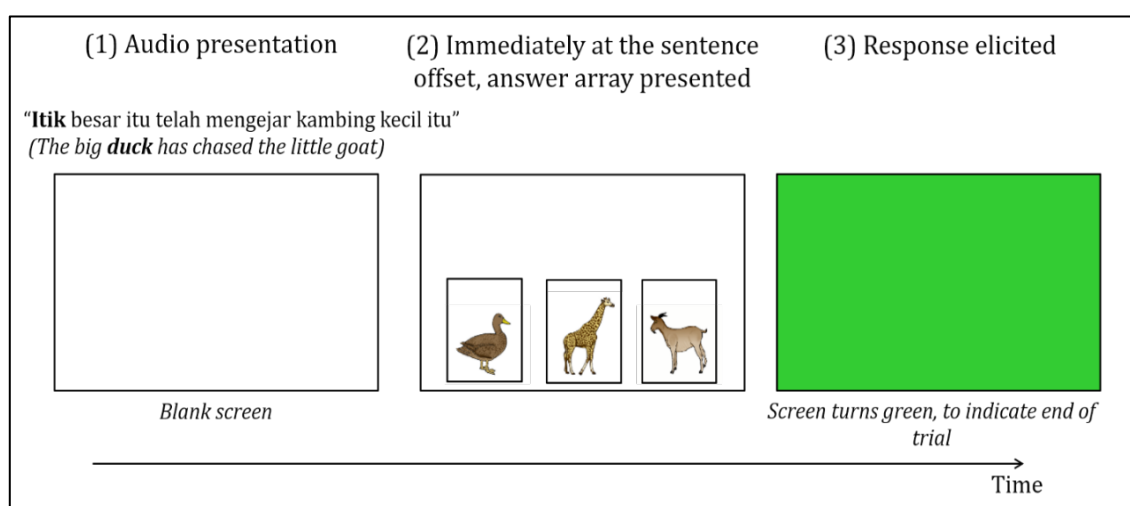 (1) Audio presentation
(2) Immediately at the sentence
offset, answer array presented
(3) Response elicited
“Itik besar itu telah mengejar kambing kecil itu”
(The big duck has chased the little goat)
Blank screen
Screen turns green, to indicate end of
trial
Time